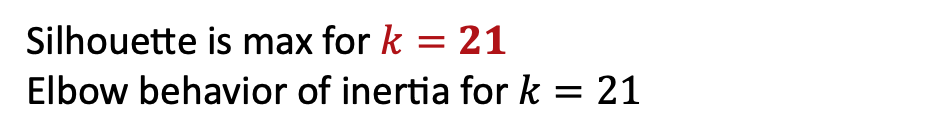 Silhouette is max for k = 21
Elbow behavior of inertia for k = 21